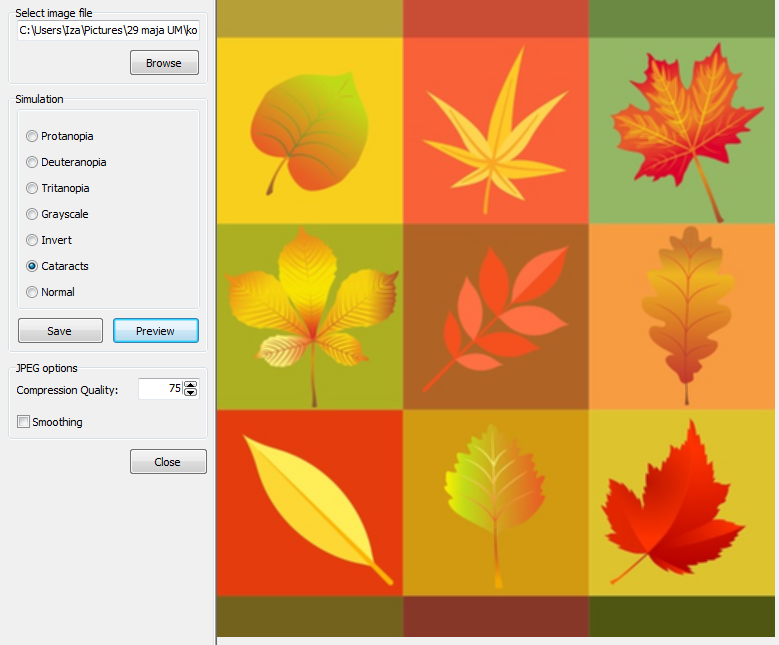 Select image file
C:\Users\Iza\Pictures\29 maja UM\ko
Browse
Simulation
Protanopia
Deuteranopia
Tritanopia
Grayscale
Invert
Cataracts
Normal
Save
Preview
JPEG options
Compression Quality:
75
Smoothing
Close